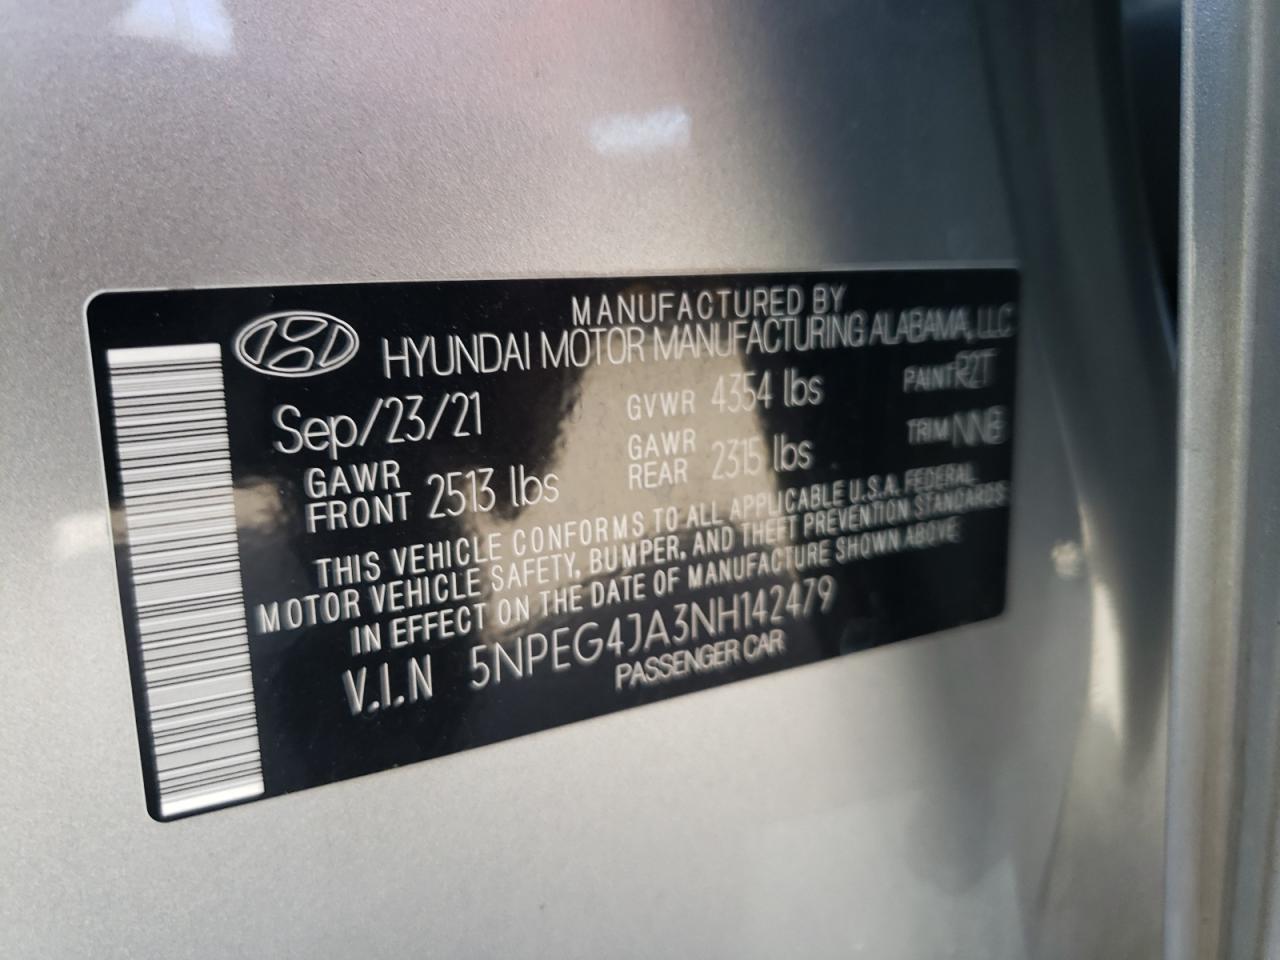 MANUFACTURED BY
HYUNDAI MOTOR MANUFACTURING ALABAMA, LLC
Sep/23/21 GVWR 4354 lbs PAINT R2T
GAWR FRONT 2513 lbs GAWR REAR 2315 lbs TRIM NNB
THIS VEHICLE CONFORMS TO ALL APPLICABLE U.S.A. FEDERAL
MOTOR VEHICLE SAFETY, BUMPER, AND THEFT PREVENTION STANDARDS
IN EFFECT ON THE DATE OF MANUFACTURE SHOWN ABOVE
V.I.N 5NPEG4JA3NH142479
PASSENGER CAR